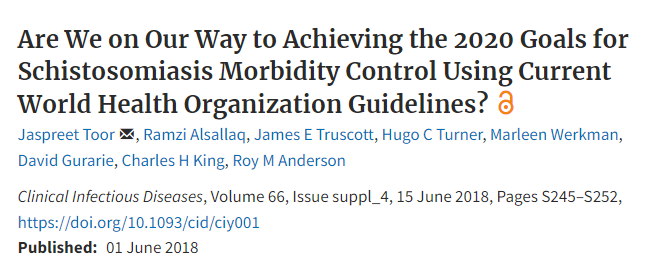 Are We on Our Way to Achieving the 2020 Goals for
Schistosomiasis Morbidity Control Using Current
World Health Organization Guidelines?
Jaspreet Toor, Ramzi Alsallaq, James E Truscott, Hugo C Turner, Marleen Werkman,
David Gurarie, Charles H King, Roy M Anderson
Clinical Infectious Diseases, Volume 66, Issue suppl_4, 15 June 2018, Pages S245–S252,
https://doi.org/10.1093/cid/ciy001
Published: 01 June 2018